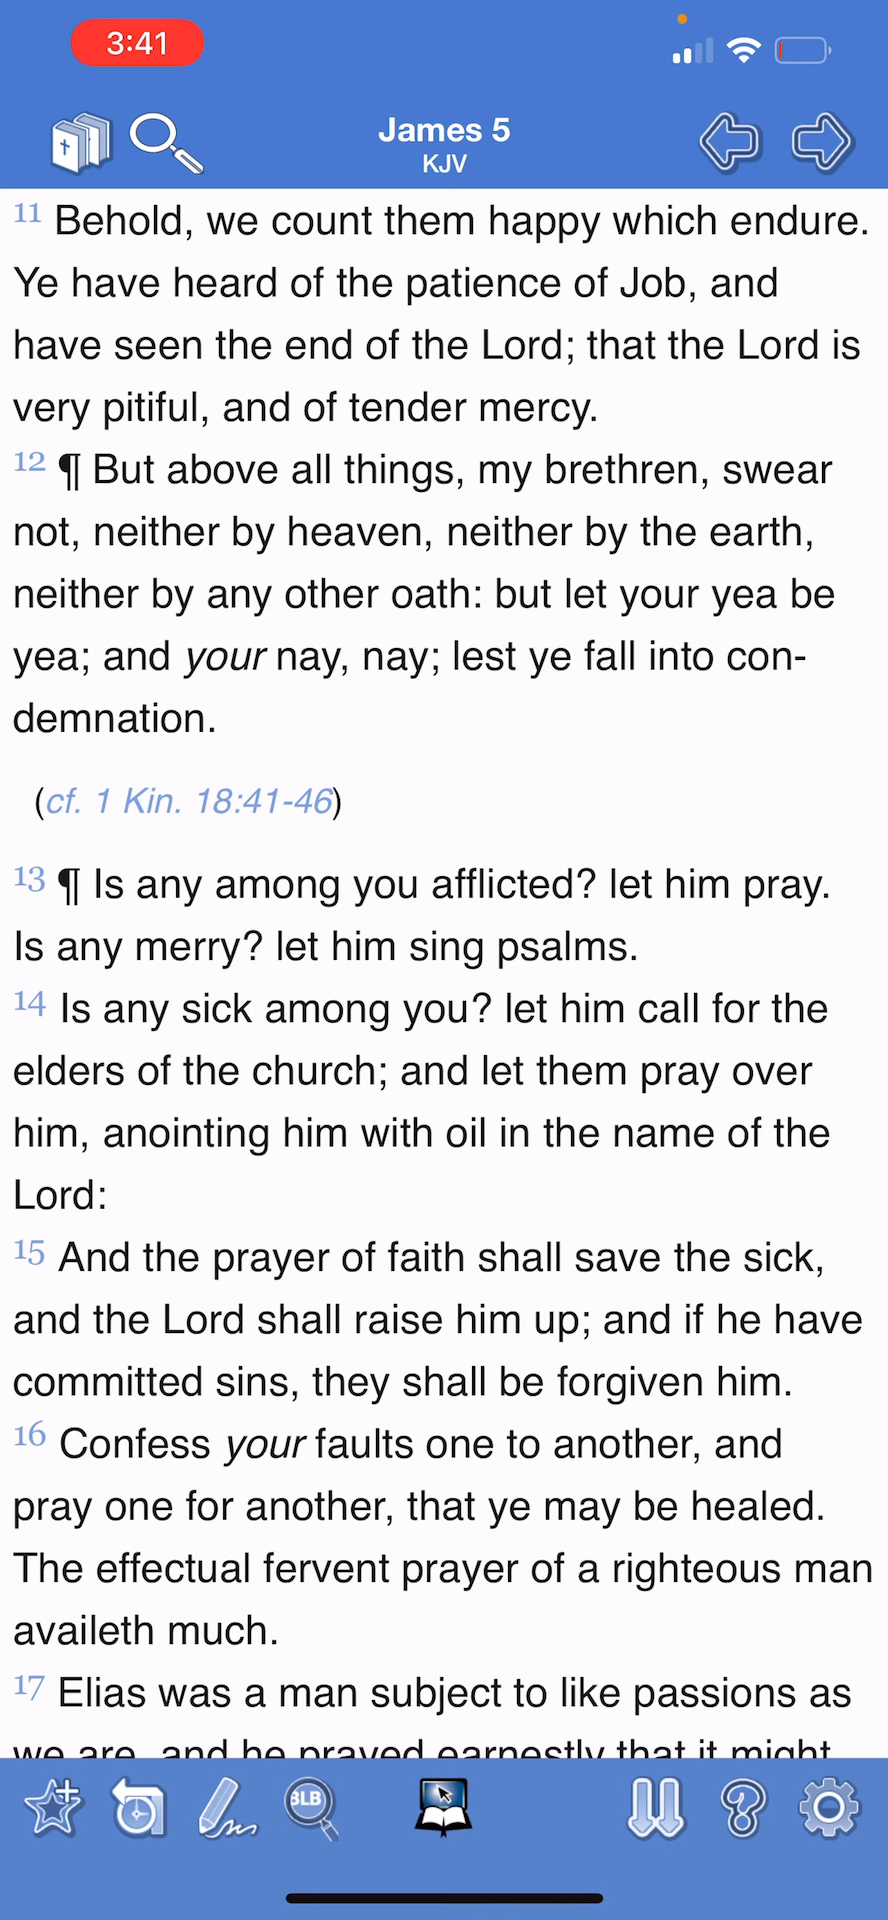 3:41
James 5
KJV
11 Behold, we count them happy which endure.
Ye have heard of the patience of Job, and
have seen the end of the Lord; that the Lord is
very pitiful, and of tender mercy.
12 ¶ But above all things, my brethren, swear
not, neither by heaven, neither by the earth,
neither by any other oath: but let your yea be
yea; and your nay, nay; lest ye fall into con-
demnation.
(cf. 1 Kin. 18:41-46)
13 ¶ Is any among you afflicted? let him pray.
Is any merry? let him sing psalms.
14 Is any sick among you? let him call for the
elders of the church; and let them pray over
him, anointing him with oil in the name of the
Lord:
15 And the prayer of faith shall save the sick,
and the Lord shall raise him up; and if he have
committed sins, they shall be forgiven him.
16 Confess your faults one to another, and
pray one for another, that ye may be healed.
The effectual fervent prayer of a righteous man
availeth much.
17 Elias was a man subject to like passions as
we are, and he prayed earnestly that it might
BLB